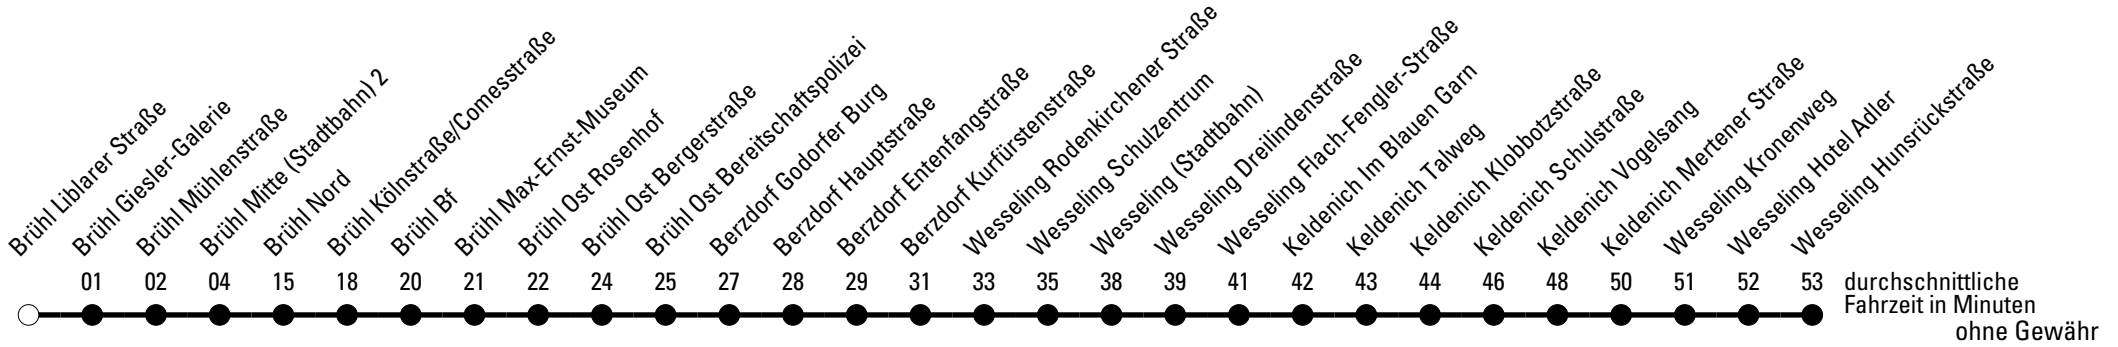 Brühl Liblarer Straße
Brühl Giesler-Galerie
Brühl Mühlenstraße
Brühl Mitte (Stadtbahn) 2
Brühl Nord
Brühl Kölnstraße/Comesstraße
Brühl Bf
Brühl Max-Ernst-Museum
Brühl Ost Rosenhof
Brühl Ost Bergerstraße
Brühl Ost Bereitschaftspolizei
Berzdorf Godorfer Burg
Berzdorf Hauptstraße
Berzdorf Entenfangstraße
Berzdorf Kurfürstenstraße
Wesseling Rodenkirchener Straße
Wesseling Schulzentrum
Wesseling (Stadtbahn)
Wesseling Dreilindenstraße
Wesseling Flach-Fengler-Straße
Keldenich Im Blauen Garn
Keldenich Talweg
Keldenich Klobbotzstraße
Keldenich Schulstraße
Keldenich Vogelsang
Keldenich Mertener Straße
Wesseling Kronenweg
Wesseling Hotel Adler
Wesseling Hunsrückstraße
01 02 04 15 18 20 21 22 24 25 27 28 29 31 33 35 38 39 41 42 43 44 46 48 50 51 52 53 durchschnittliche
Fahrzeit in Minuten
ohne Gewähr